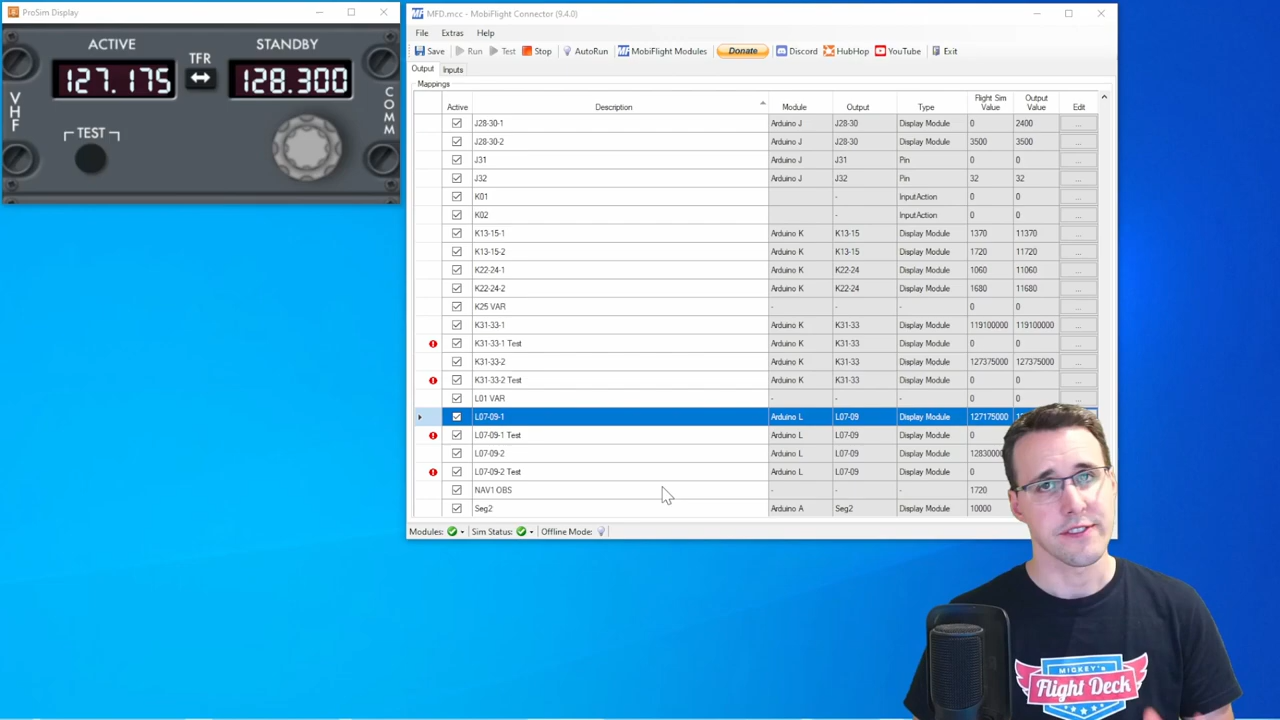 ProSim Display
ACTIVE
TFR
STANDBY
127.175
128.300
VHF
COMM
TEST
MFD.mcc - MobiFlight Connector (9.4.0)
File Extras Help
Save Run Test Stop AutoRun MobiFlight Modules Donate Discord HubHop YouTube Exit
Output Inputs
Mappings
Active Description Module Output Type Flight Sim Value Output Value Edit
J28-30-1 Arduino J J28-30 Display Module 0 2400 ...
J28-30-2 Arduino J J28-30 Display Module 3500 3500 ...
J31 Arduino J J31 Pin 0 0 ...
J32 Arduino J J32 Pin 32 32 ...
K01 - InputAction 0 0 ...
K02 - InputAction 0 0 ...
K13-15-1 Arduino K K13-15 Display Module 1370 11370 ...
K13-15-2 Arduino K K13-15 Display Module 1720 11720 ...
K22-24-1 Arduino K K22-24 Display Module 1060 11060 ...
K22-24-2 Arduino K K22-24 Display Module 1680 11680 ...
K25 VAR - - - 0 0 ...
K31-33-1 Arduino K K31-33 Display Module 119100000 119100000 ...
K31-33-1 Test Arduino K K31-33 Display Module 0 0 ...
K31-33-2 Arduino K K31-33 Display Module 127375000 127375000 ...
K31-33-2 Test Arduino K K31-33 Display Module 0 0 ...
L01 VAR - - - 0 0 ...
L07-09-1 Arduino L L07-09 Display Module 127175000
L07-09-1 Test Arduino L L07-09 Display Module 0
L07-09-2 Arduino L L07-09 Display Module
L07-09-2 Test Arduino L L07-09 Display Module 0
NAV1 OBS - - - 1720
Seg2 Arduino A Seg2 Display Module 10000
Modules: Sim Status: Offline Mode:
MICKEY's
Flight Deck